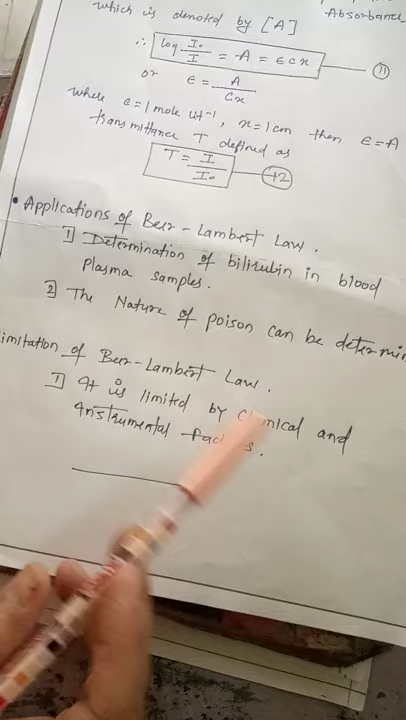 which is denoted by [A] Absorbance
∴ log I₀/I = A = ϵ c x — 11
or ϵ = A/Cx
where c = 1 mole lit⁻¹, x = 1 cm then ϵ = A
transmittance T defined as
T = I/I₀ — 12
• Applications of Beer-Lambert Law.
1] Determination of bilirubin in blood
plasma samples.
2] The Nature of poison can be determin
imitation of Beer-Lambert Law.
1] It is limited by chemical and
instrumental